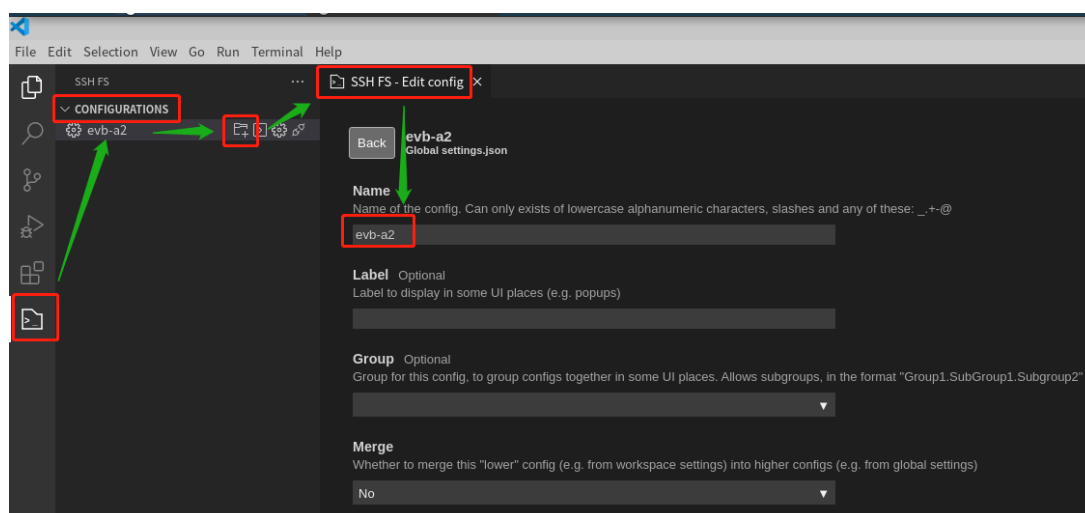 File Edit Selection View Go Run Terminal Help
SSH FS
SSH FS - Edit config
CONFIGURATIONS
evb-a2
Back
evb-a2
Global settings.json
Name
Name of the config. Can only exists of lowercase alphanumeric characters, slashes and any of these: _.+-@
evb-a2
Label Optional
Label to display in some UI places (e.g. popups)
Group Optional
Group for this config, to group configs together in some UI places. Allows subgroups, in the format "Group1.SubGroup1.Subgroup2"
Merge
Whether to merge this "lower" config (e.g. from workspace settings) into higher configs (e.g. from global settings)
No